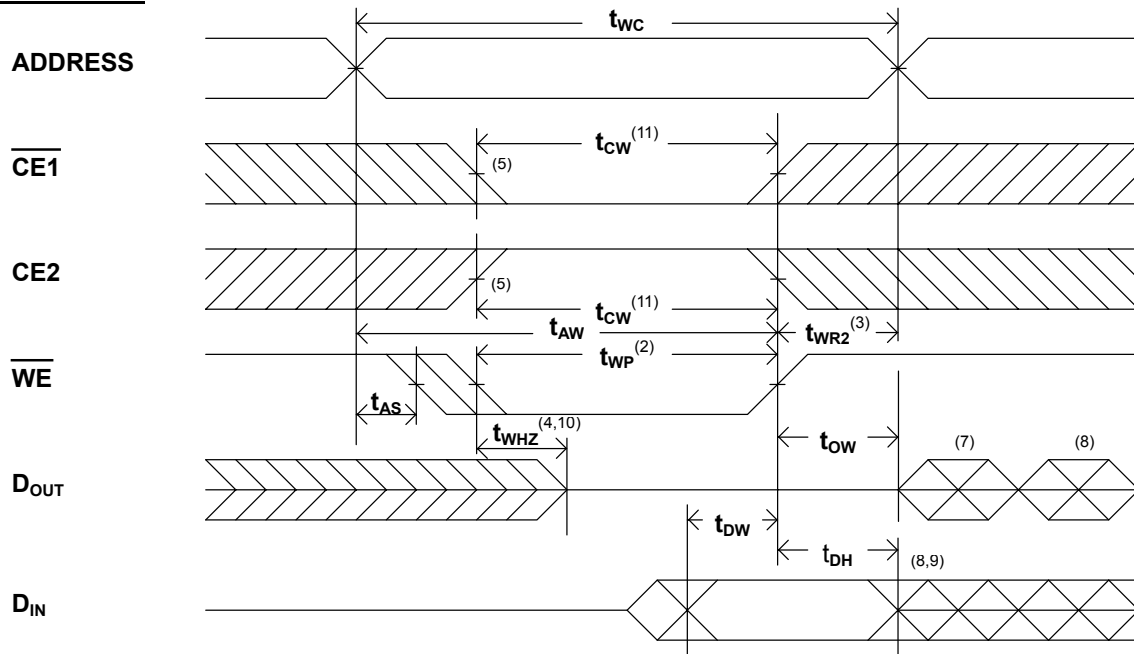 tWC
ADDRESS
CE1
tCW(11)
(5)
CE2
(5)
tCW(11)
tAW
tWR2(3)
WE
tWP(2)
tAS
tWHZ(4,10)
tOW
(7)
(8)
DOUT
tDW
tDH
(8,9)
DIN